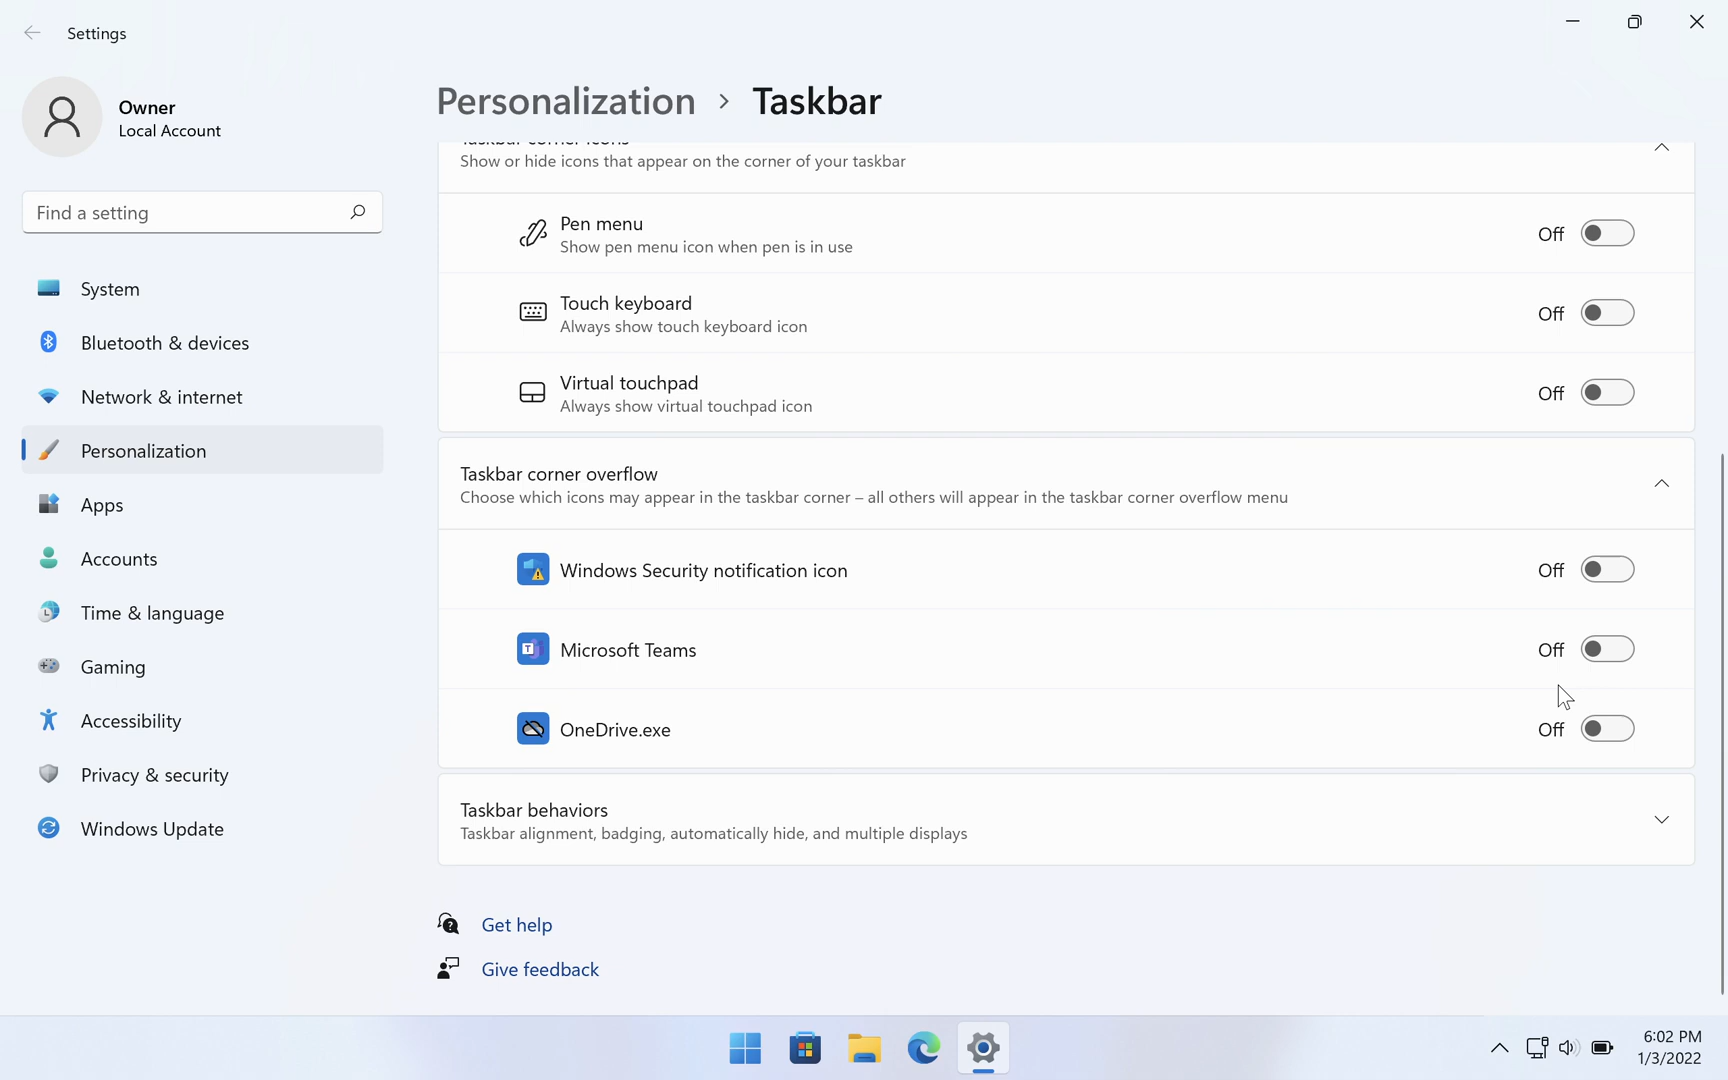 Settings
Owner
Local Account
Find a setting
System
Bluetooth & devices
Network & internet
Personalization
Apps
Accounts
Time & language
Gaming
Accessibility
Privacy & security
Windows Update
Personalization > Taskbar
Taskbar corner icons
Show or hide icons that appear on the corner of your taskbar
Pen menu
Show pen menu icon when pen is in use
Off
Touch keyboard
Always show touch keyboard icon
Off
Virtual touchpad
Always show virtual touchpad icon
Off
Taskbar corner overflow
Choose which icons may appear in the taskbar corner – all others will appear in the taskbar corner overflow menu
Windows Security notification icon
Off
Microsoft Teams
Off
OneDrive.exe
Off
Taskbar behaviors
Taskbar alignment, badging, automatically hide, and multiple displays
Get help
Give feedback
6:02 PM
1/3/2022